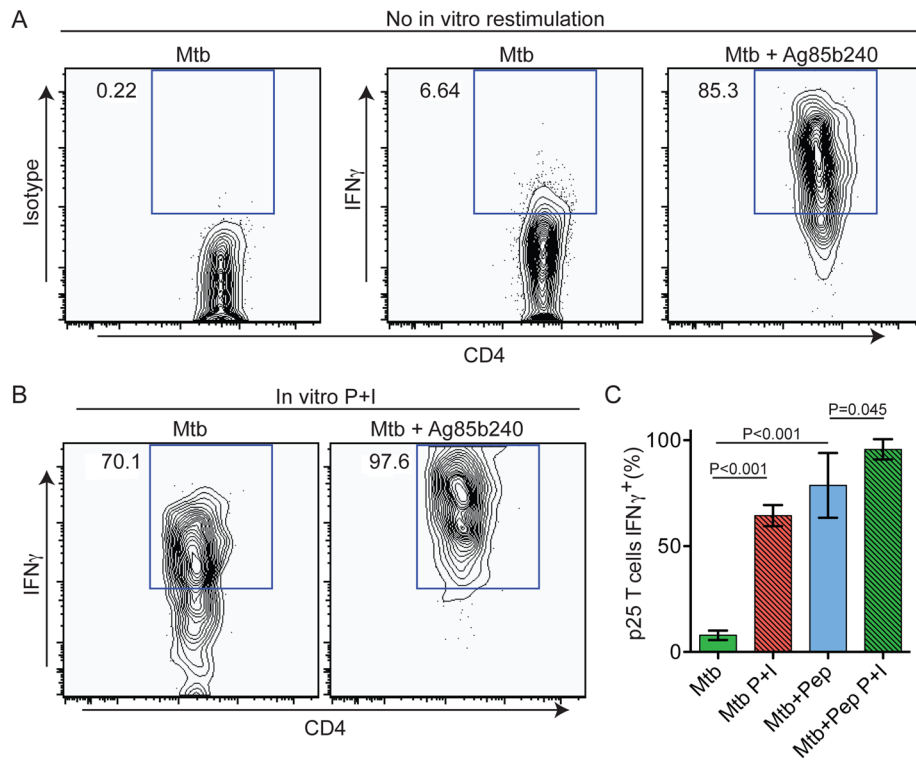 A
No in vitro restimulation
Mtb
Mtb
Mtb + Ag85b240
0.22
6.64
85.3
Isotype
IFNγ
CD4
B
In vitro P+I
Mtb
Mtb + Ag85b240
70.1
97.6
IFNγ
CD4
C
P=0.045
P<0.001
P<0.001
100
50
0
p25 T cells IFNγ+(%)
Mtb
Mtb P+I
Mtb+Pep
Mtb+Pep P+I